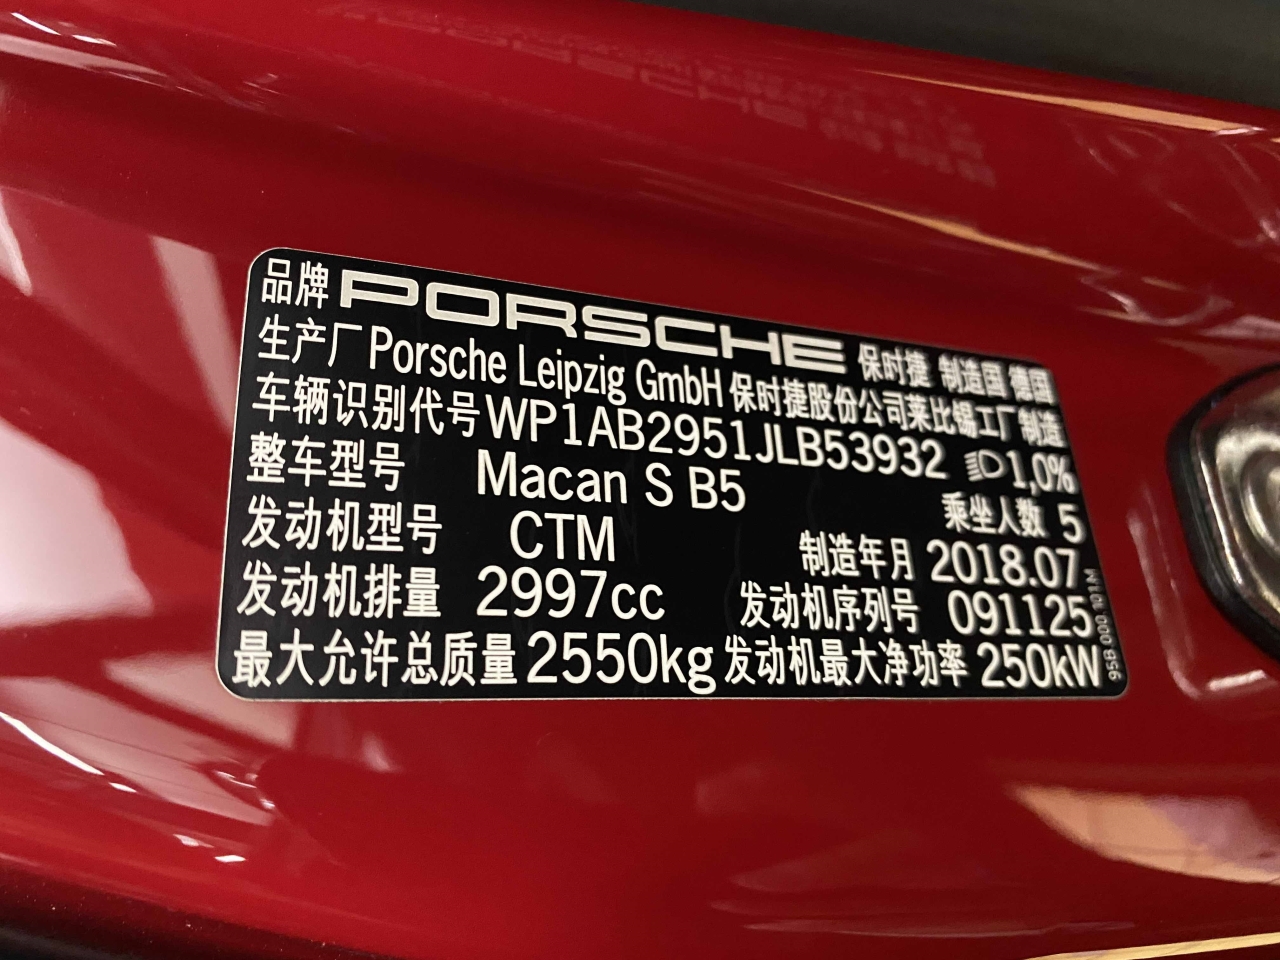 品牌 PORSCHE 保时捷 制造国 德国
生产厂 Porsche Leipzig GmbH 保时捷股份公司莱比锡工厂制造
车辆识别代号 WP1AB2951JLB53932 1,0%
整车型号 Macan S B5 乘坐人数 5
发动机型号 CTM 制造年月 2018.07
发动机排量 2997cc 发动机序列号 091125
最大允许总质量 2550kg 发动机最大净功率 250kW
95B 000 101 M